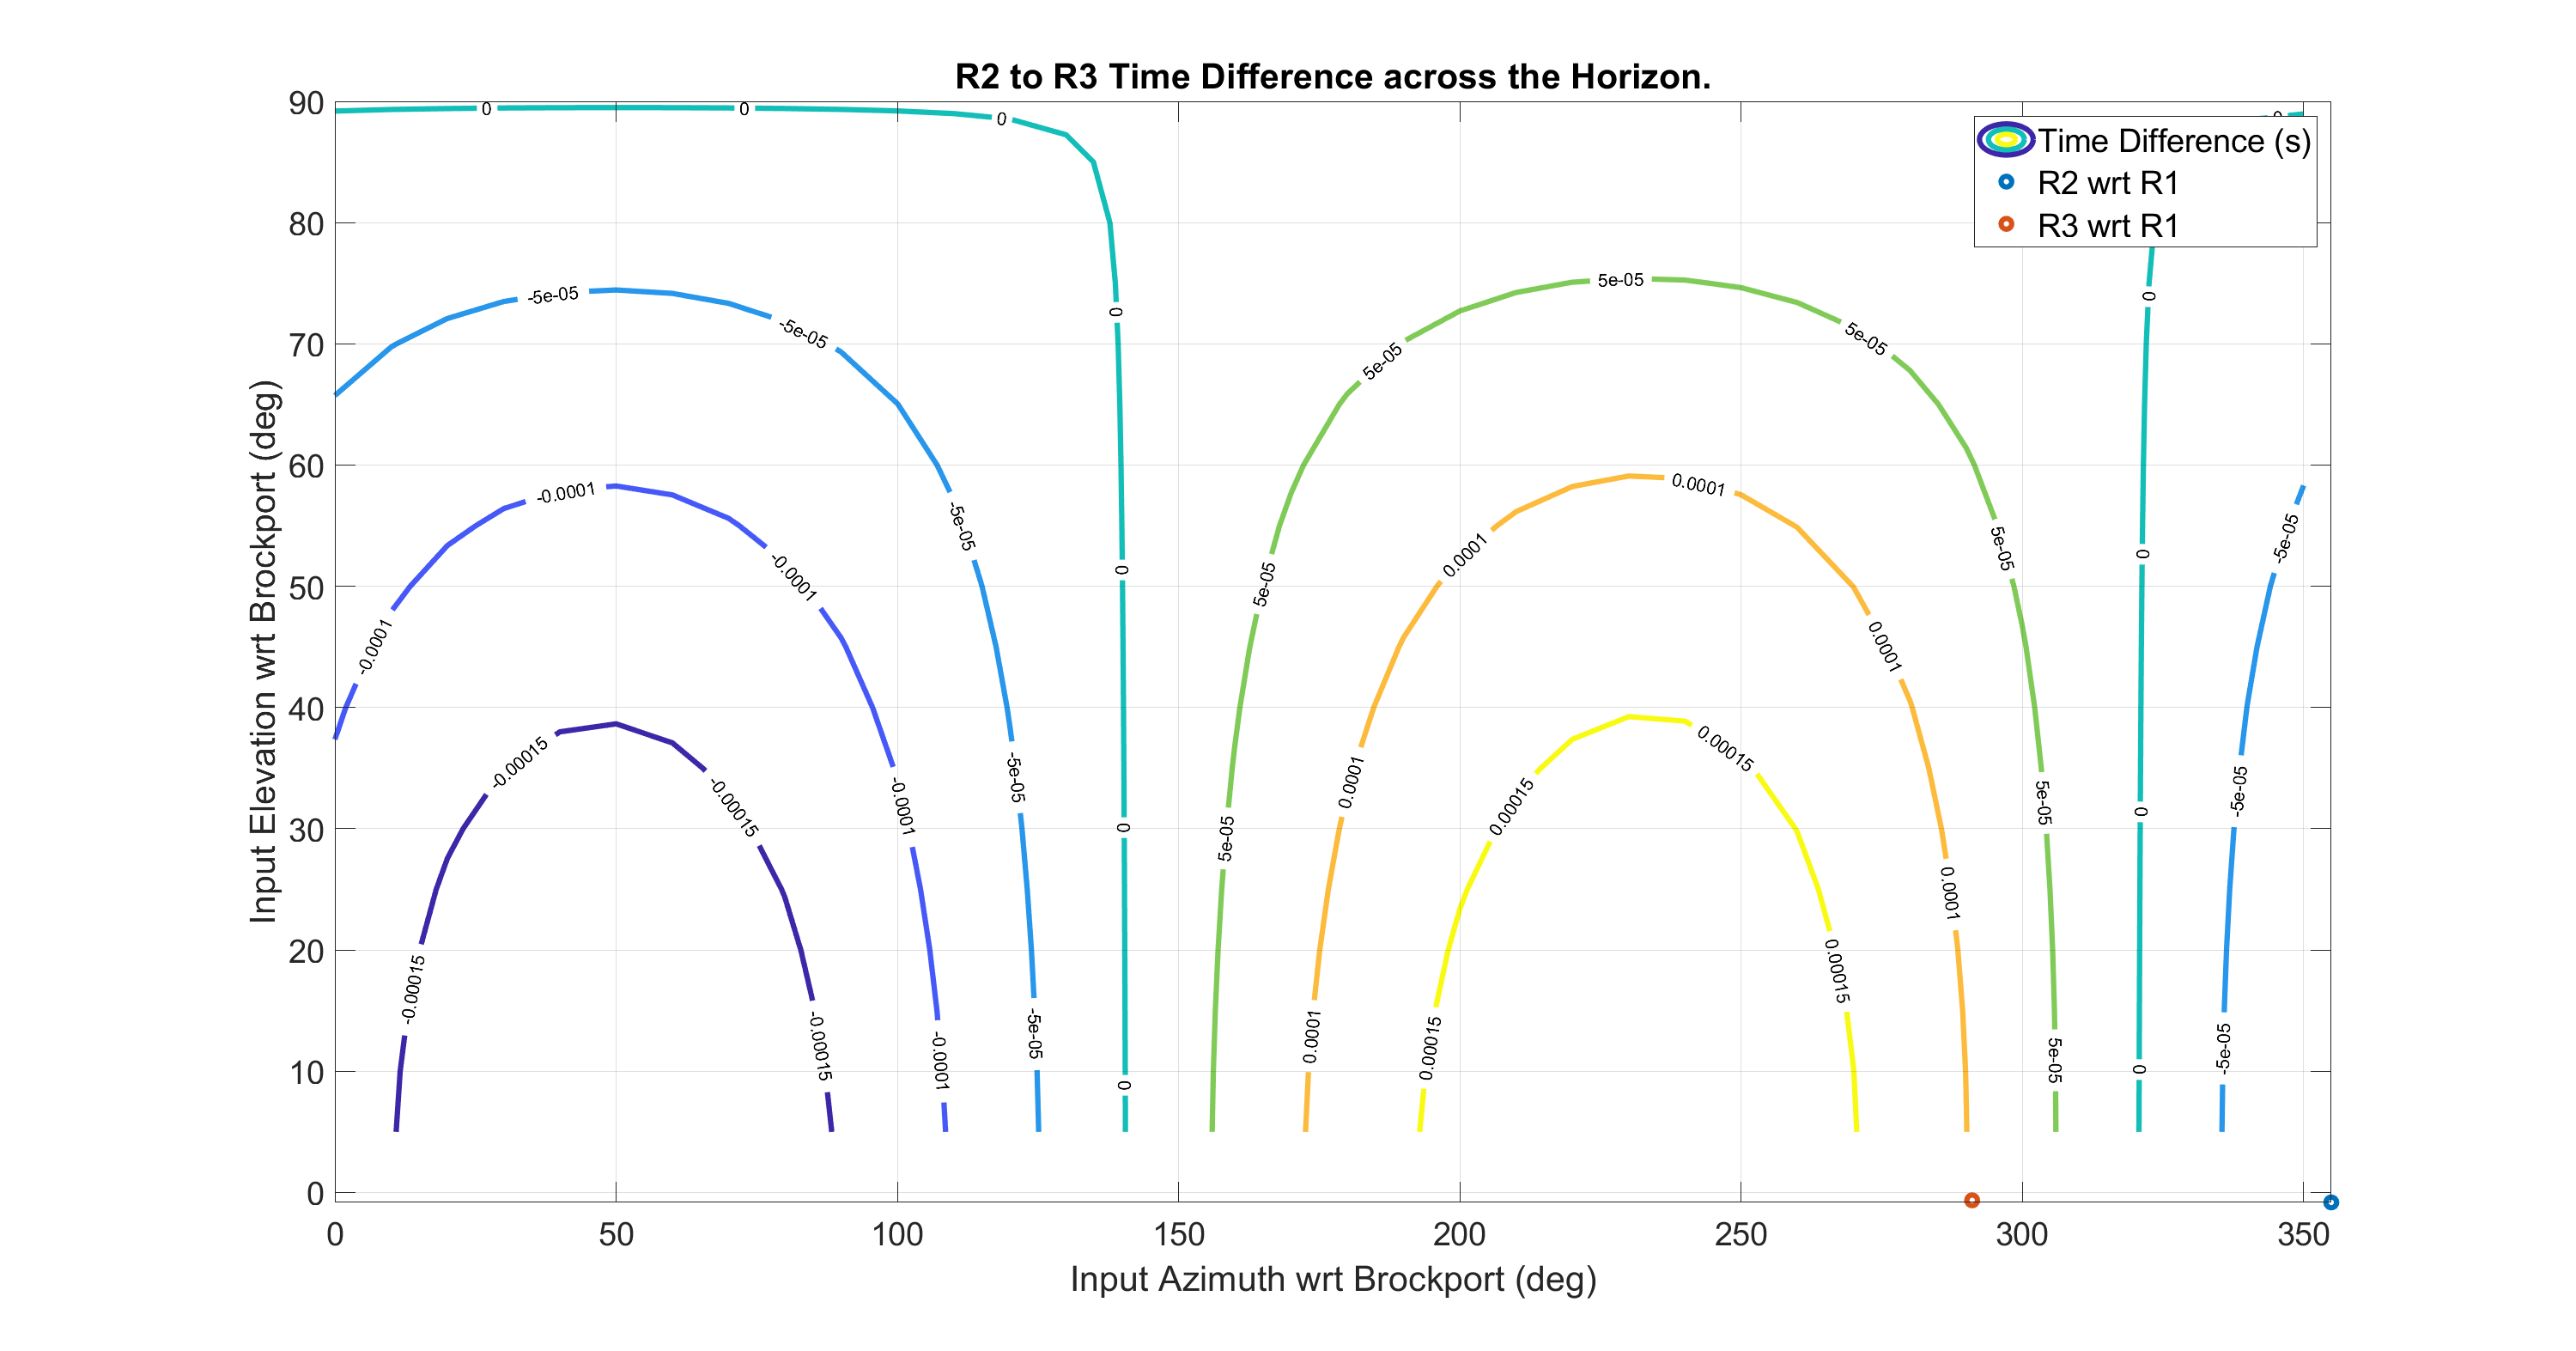 R2 to R3 Time Difference across the Horizon.
Time Difference (s)
R2 wrt R1
R3 wrt R1
Input Elevation wrt Brockport (deg)
90
80
70
60
50
40
30
20
10
0
0 0 0
0
0
0
0
0
0
0
0
-5e-05
-5e-05
-5e-05
-5e-05
-5e-05
-0.0001
-0.0001
-0.0001
-0.0001
-0.0001
-0.00015
-0.00015
-0.00015
-0.00015
5e-05
5e-05
5e-05
5e-05
5e-05
5e-05
5e-05
5e-05
0.0001
0.0001
0.0001
0.0001
0.0001
0.0001
0.00015
0.00015
0.00015
0.00015
-5e-05
-5e-05
-5e-05
0 50 100 150 200 250 300 350
Input Azimuth wrt Brockport (deg)